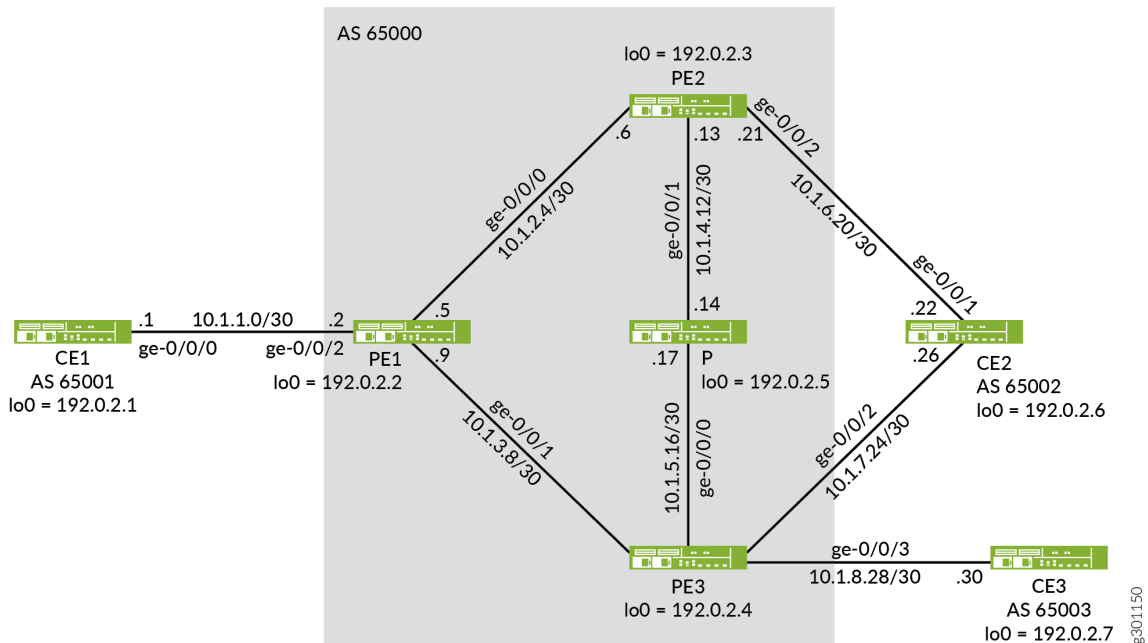 AS 65000
lo0 = 192.0.2.3
PE2
.6
.13
.21
ge-0/0/2
10.1.6.20/30
ge-0/0/1
ge-0/0/0
10.1.2.4/30
ge-0/0/1
10.1.4.12/30
.5
.14
.22
.1
10.1.1.0/30
.2
ge-0/0/0
ge-0/0/2
CE1
AS 65001
lo0 = 192.0.2.1
PE1
lo0 = 192.0.2.2
.9
.17
P
lo0 = 192.0.2.5
.26
CE2
AS 65002
lo0 = 192.0.2.6
ge-0/0/1
10.1.3.8/30
10.1.5.16/30
ge-0/0/0
ge-0/0/2
10.1.7.24/30
PE3
lo0 = 192.0.2.4
ge-0/0/3
10.1.8.28/30
.30
CE3
AS 65003
lo0 = 192.0.2.7
g301150